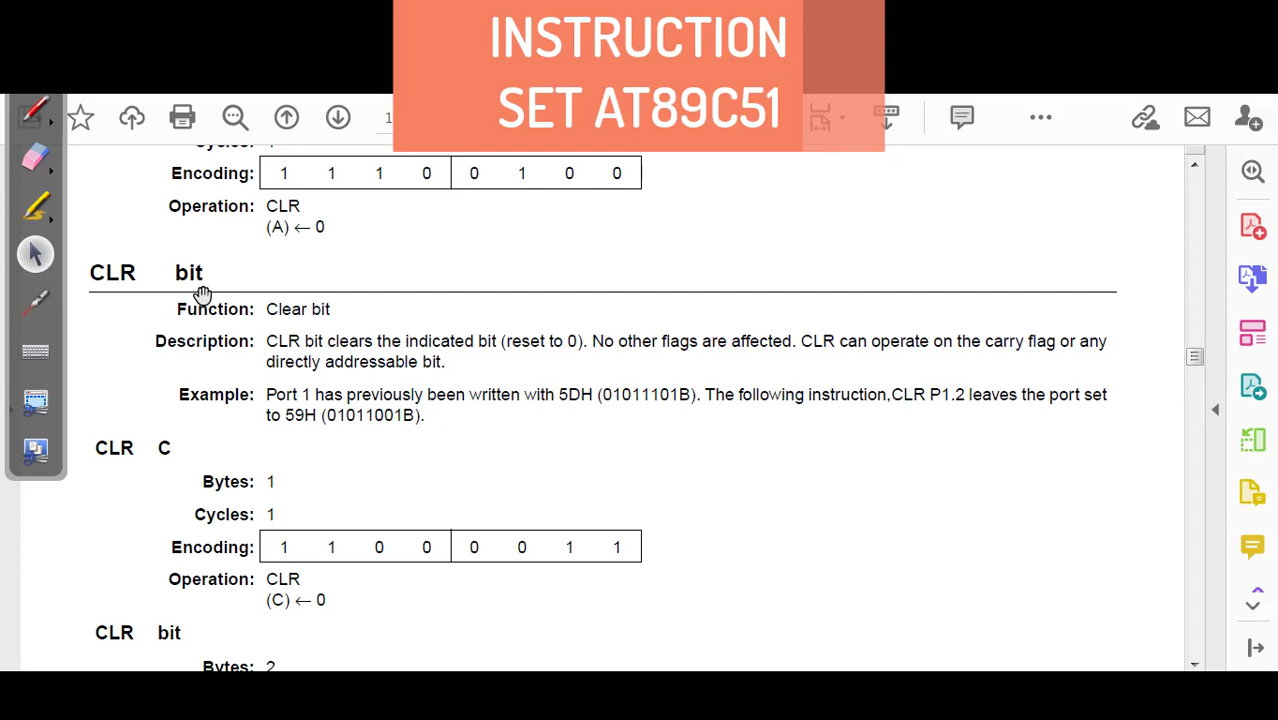 INSTRUCTION
SET AT89C51
1
Encoding: 1 1 1 0 0 1 0 0
Operation: CLR
(A) ← 0
CLR bit
Function: Clear bit
Description: CLR bit clears the indicated bit (reset to 0). No other flags are affected. CLR can operate on the carry flag or any
directly addressable bit.
Example: Port 1 has previously been written with 5DH (01011101B). The following instruction,CLR P1.2 leaves the port set
to 59H (01011001B).
CLR C
Bytes: 1
Cycles: 1
Encoding: 1 1 0 0 0 0 1 1
Operation: CLR
(C) ← 0
CLR bit
Bytes: 2